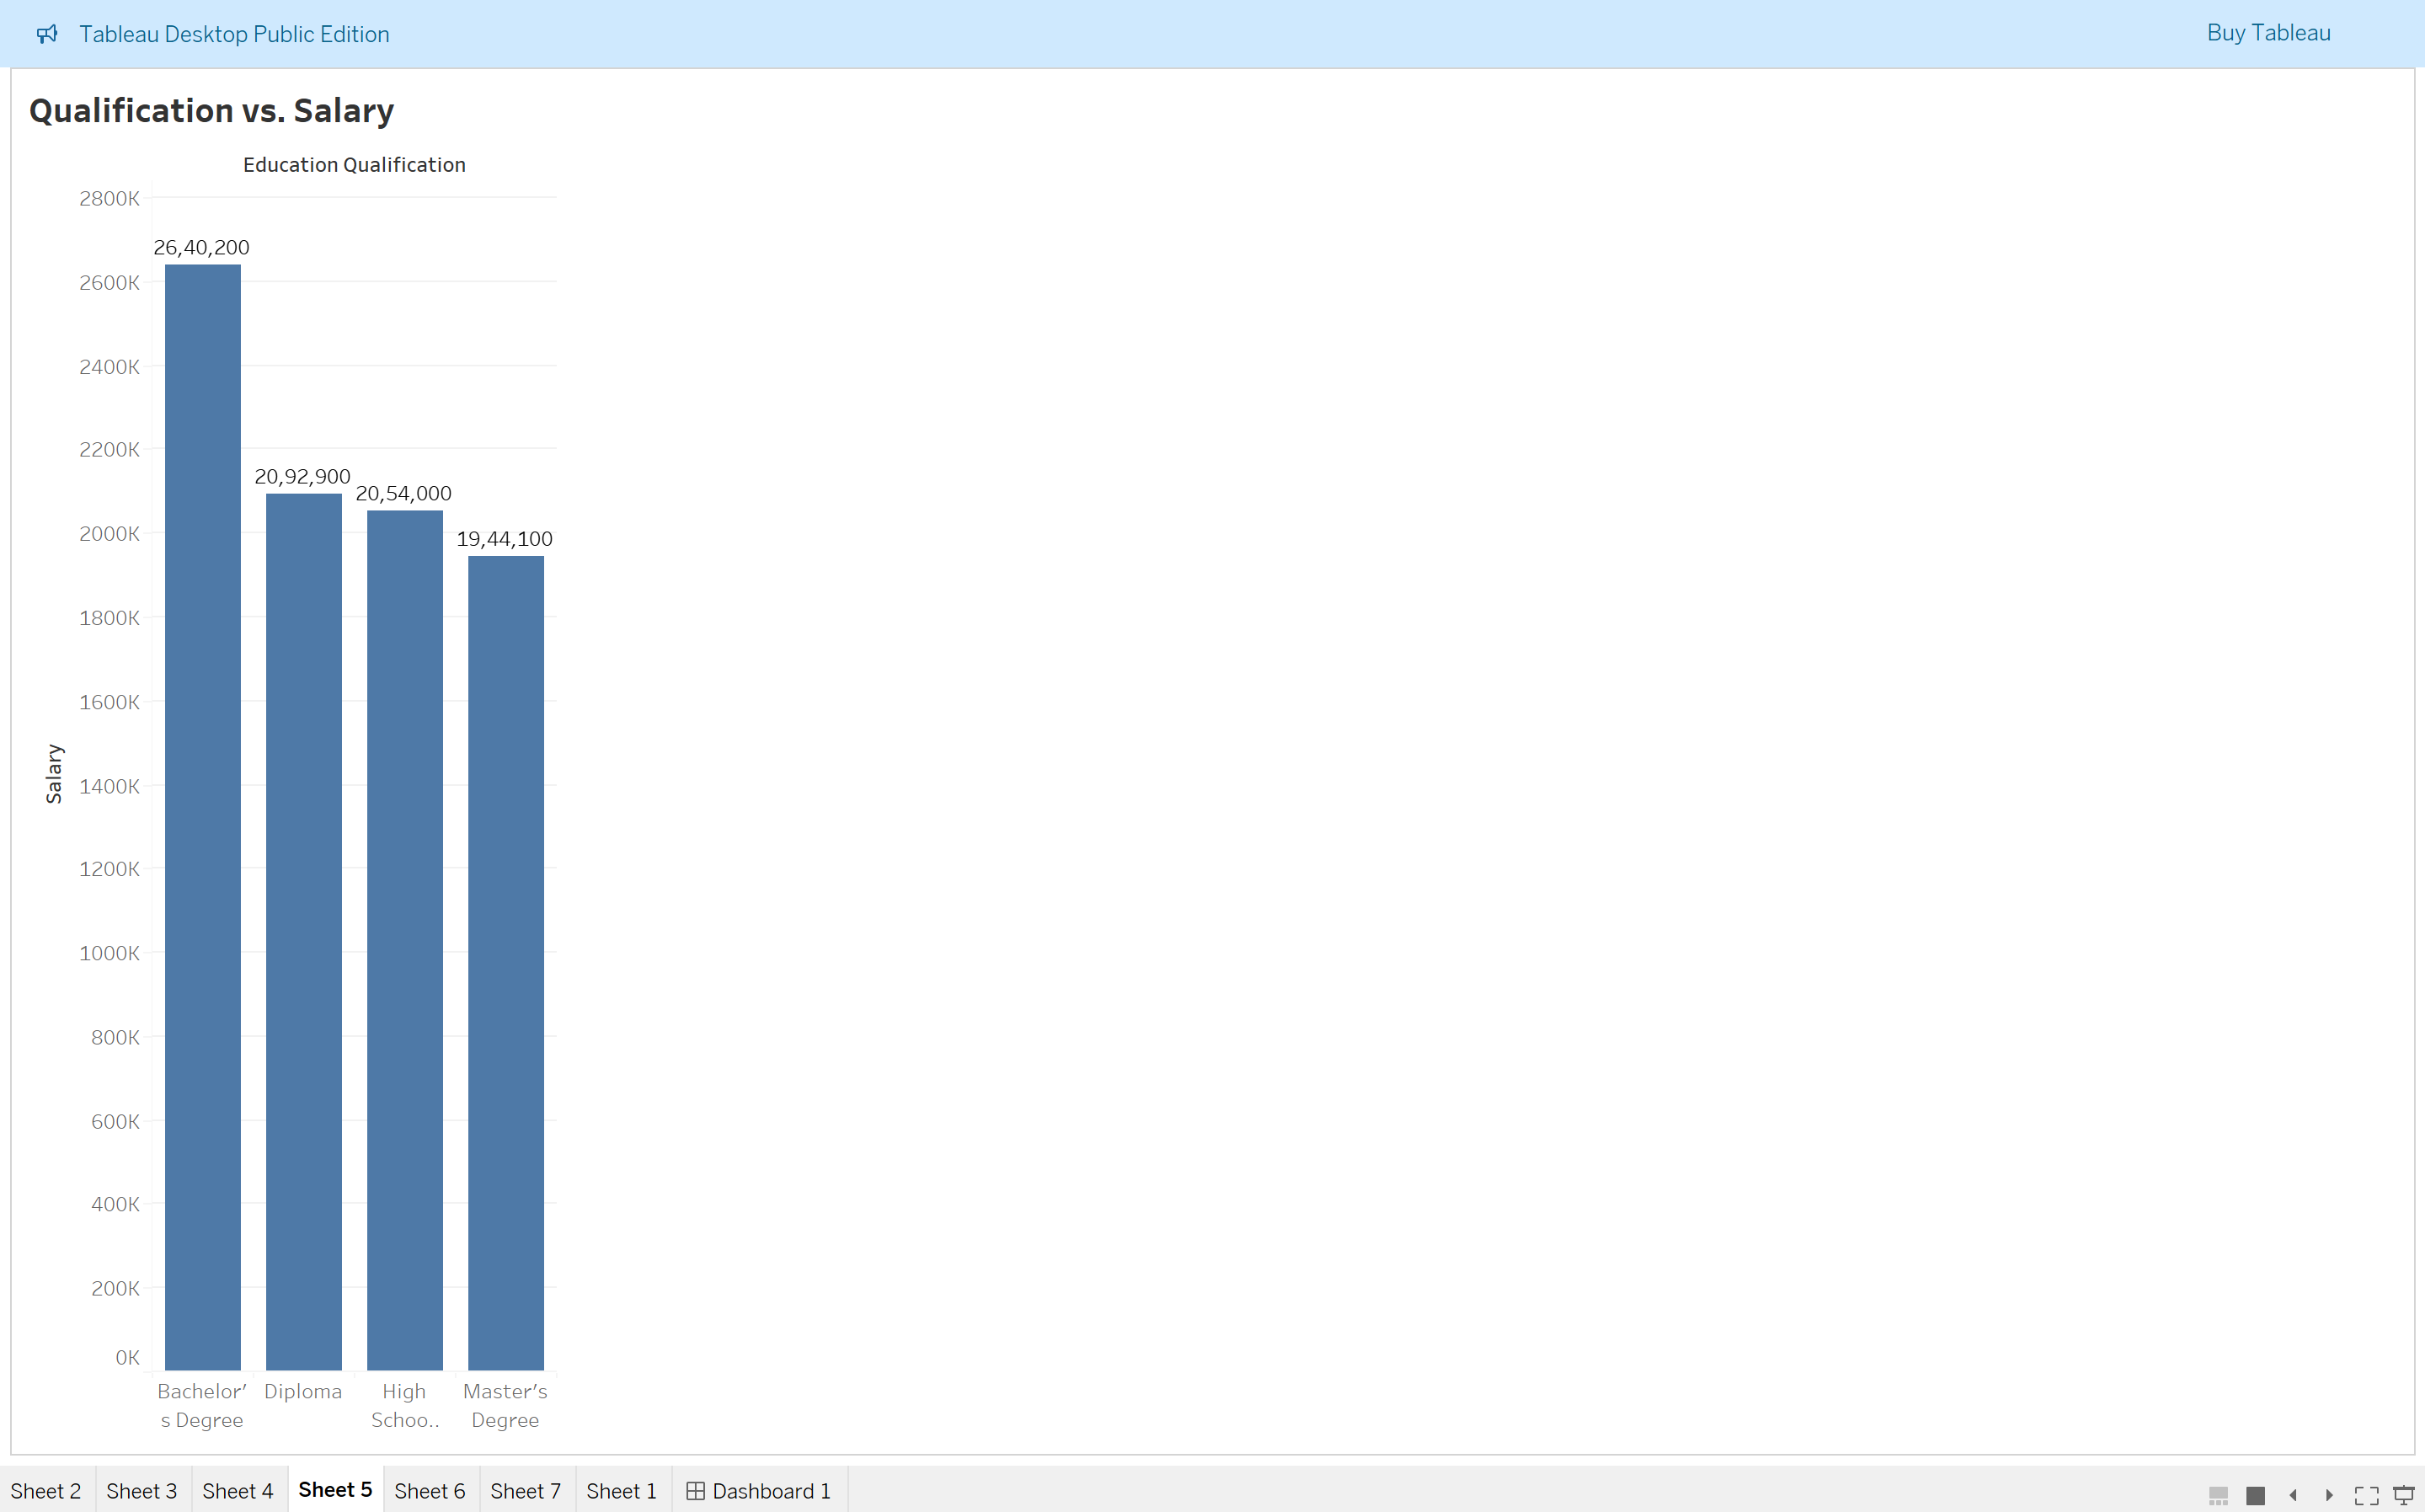 Tableau Desktop Public Edition
Buy Tableau
Qualification vs. Salary
Education Qualification
2800K
2600K
2400K
2200K
2000K
1800K
1600K
1400K
1200K
1000K
800K
600K
400K
200K
0K
Salary
26,40,200
20,92,900
20,54,000
19,44,100
Bachelor'
s Degree
Diploma
High
Schoo..
Master's
Degree
Sheet 2
Sheet 3
Sheet 4
Sheet 5
Sheet 6
Sheet 7
Sheet 1
Dashboard 1